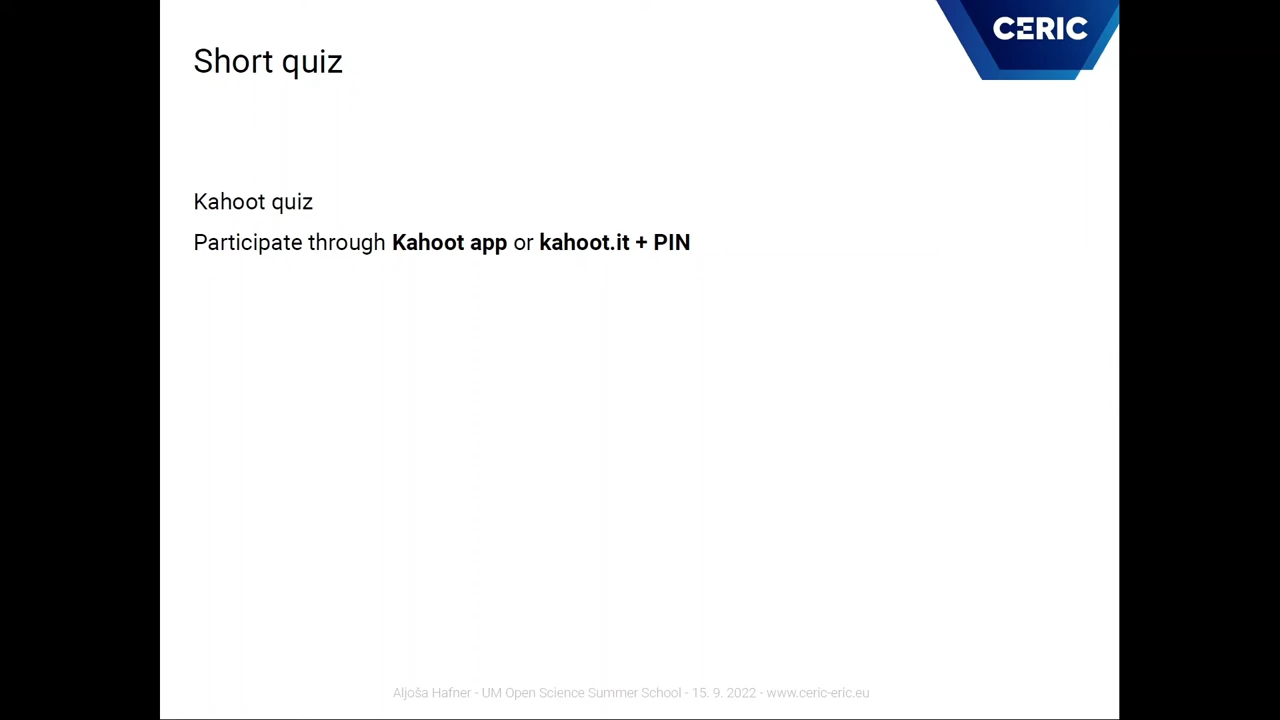 CERIC
Short quiz
Kahoot quiz
Participate through Kahoot app or kahoot.it + PIN
Aljoša Hafner - UM Open Science Summer School - 15. 9. 2022 - www.ceric-eric.eu